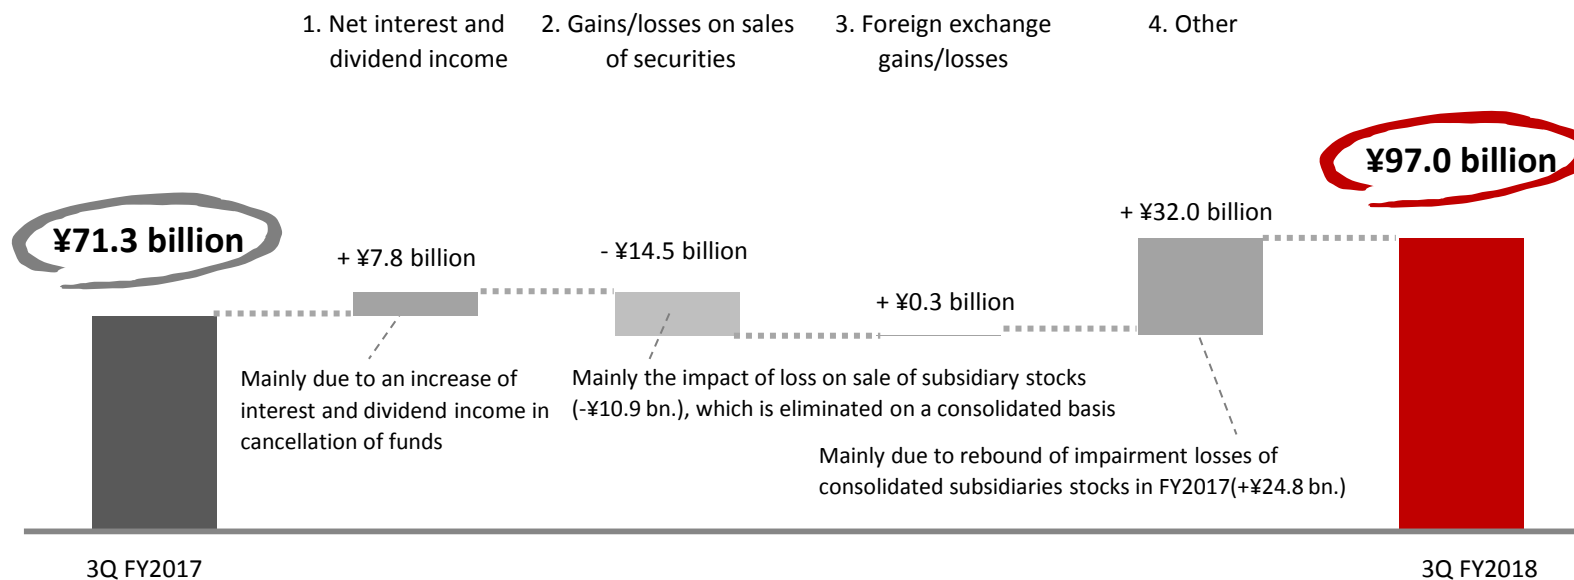 1. Net interest and
dividend income
2. Gains/losses on sales
of securities
3. Foreign exchange
gains/losses
4. Other
¥71.3 billion
+ ¥7.8 billion
- ¥14.5 billion
+ ¥0.3 billion
+ ¥32.0 billion
¥97.0 billion
Mainly due to an increase of
interest and dividend income in
cancellation of funds
Mainly the impact of loss on sale of subsidiary stocks
(-¥10.9 bn.), which is eliminated on a consolidated basis
Mainly due to rebound of impairment losses of
consolidated subsidiaries stocks in FY2017(+¥24.8 bn.)
3Q FY2017
3Q FY2018